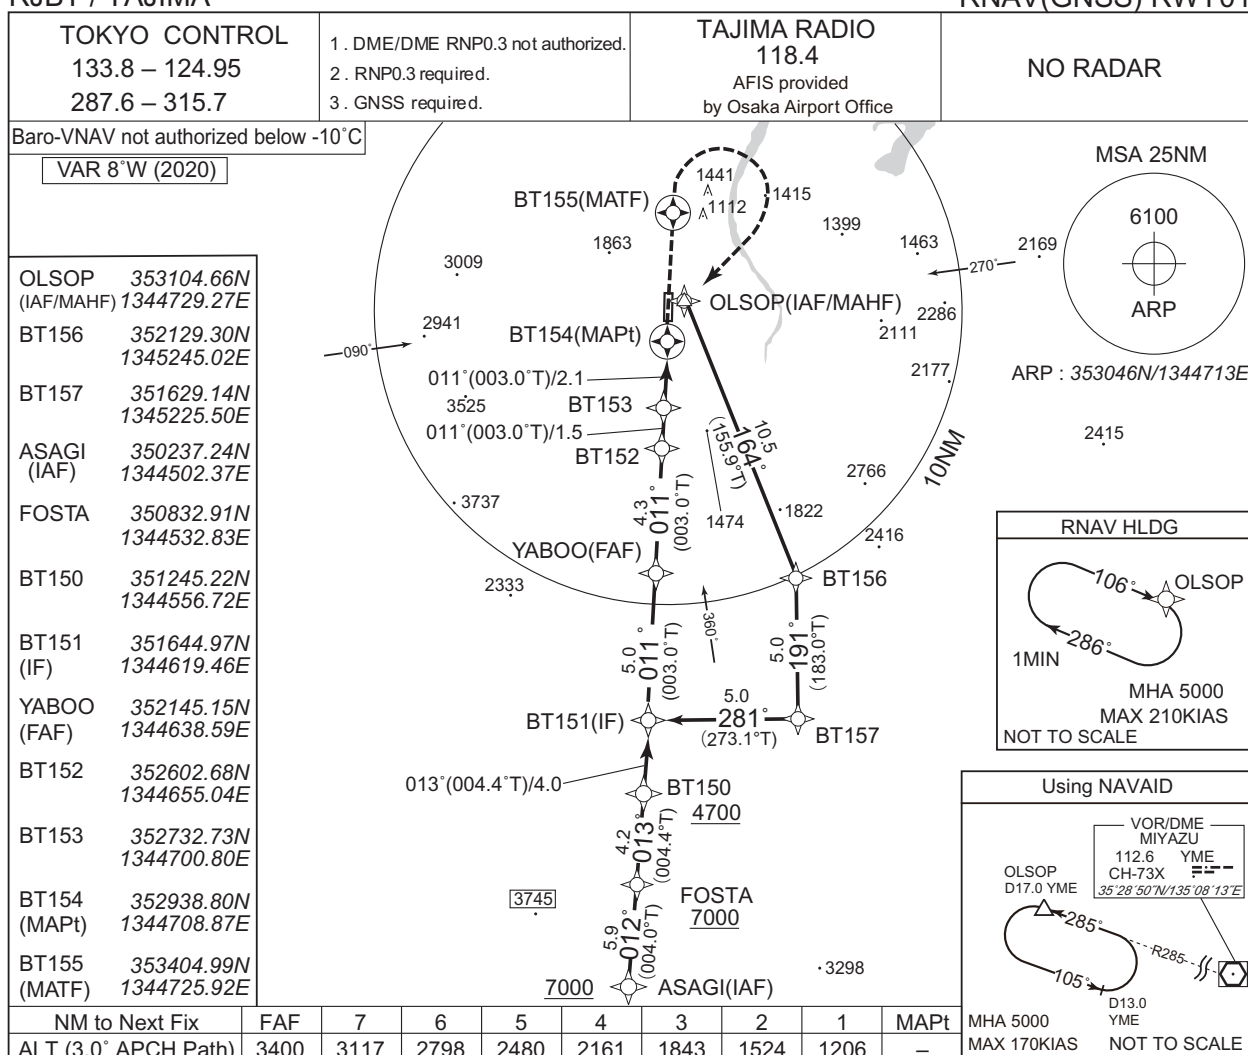 RJBT / TAJIMA
RNAV(GNSS) RWY01
TOKYO CONTROL
133.8 – 124.95
287.6 – 315.7
1 . DME/DME RNP0.3 not authorized.
2 . RNP0.3 required.
3 . GNSS required.
TAJIMA RADIO
118.4
AFIS provided
by Osaka Airport Office
NO RADAR
Baro-VNAV not authorized below -10˚C
VAR 8˚W (2020)
OLSOP 353104.66N
(IAF/MAHF) 1344729.27E
BT156 352129.30N
1345245.02E
BT157 351629.14N
1345225.50E
ASAGI 350237.24N
(IAF) 1344502.37E
FOSTA 350832.91N
1344532.83E
BT150 351245.22N
1344556.72E
BT151 351644.97N
(IF) 1344619.46E
YABOO 352145.15N
(FAF) 1344638.59E
BT152 352602.68N
1344655.04E
BT153 352732.73N
1344700.80E
BT154 352938.80N
(MAPt) 1344708.87E
BT155 353404.99N
(MATF) 1344725.92E
1441
BT155(MATF)
1112
1415
1399
1863
1463
2169
3009
270˚
OLSOP(IAF/MAHF)
2286
2941
2111
BT154(MAPt)
090˚
2177
011˚(003.0˚T)/2.1
3525
BT153
011˚(003.0˚T)/1.5
BT152
10.5
164˚
(155.9˚T)
10NM
2415
2766
3737
4.3
011˚
(003.0˚T)
1474
1822
2416
YABOO(FAF)
BT156
2333
360˚
5.0
011˚
(003.0˚T)
5.0
191˚
(183.0˚T)
5.0
281˚
(273.1˚T)
BT151(IF)
BT157
013˚(004.4˚T)/4.0
BT150
4700
4.2
013˚
(004.4˚T)
3745
FOSTA
7000
5.9
012˚
(004.0˚T)
3298
7000
ASAGI(IAF)
MSA 25NM
6100
ARP
ARP : 353046N/1344713E
RNAV HLDG
106˚
OLSOP
286˚
1MIN
MHA 5000
MAX 210KIAS
NOT TO SCALE
Using NAVAID
VOR/DME
MIYAZU
112.6 YME
CH-73X
35˚28´50˝N/135˚08´13˝E
OLSOP
D17.0 YME
285˚
R285
105˚
D13.0
YME
MHA 5000
MAX 170KIAS NOT TO SCALE
NM to Next Fix FAF 7 6 5 4 3 2 1 MAPt
ALT (3.0˚ APCH Path) 3400 3117 2798 2480 2161 1843 1524 1206 –